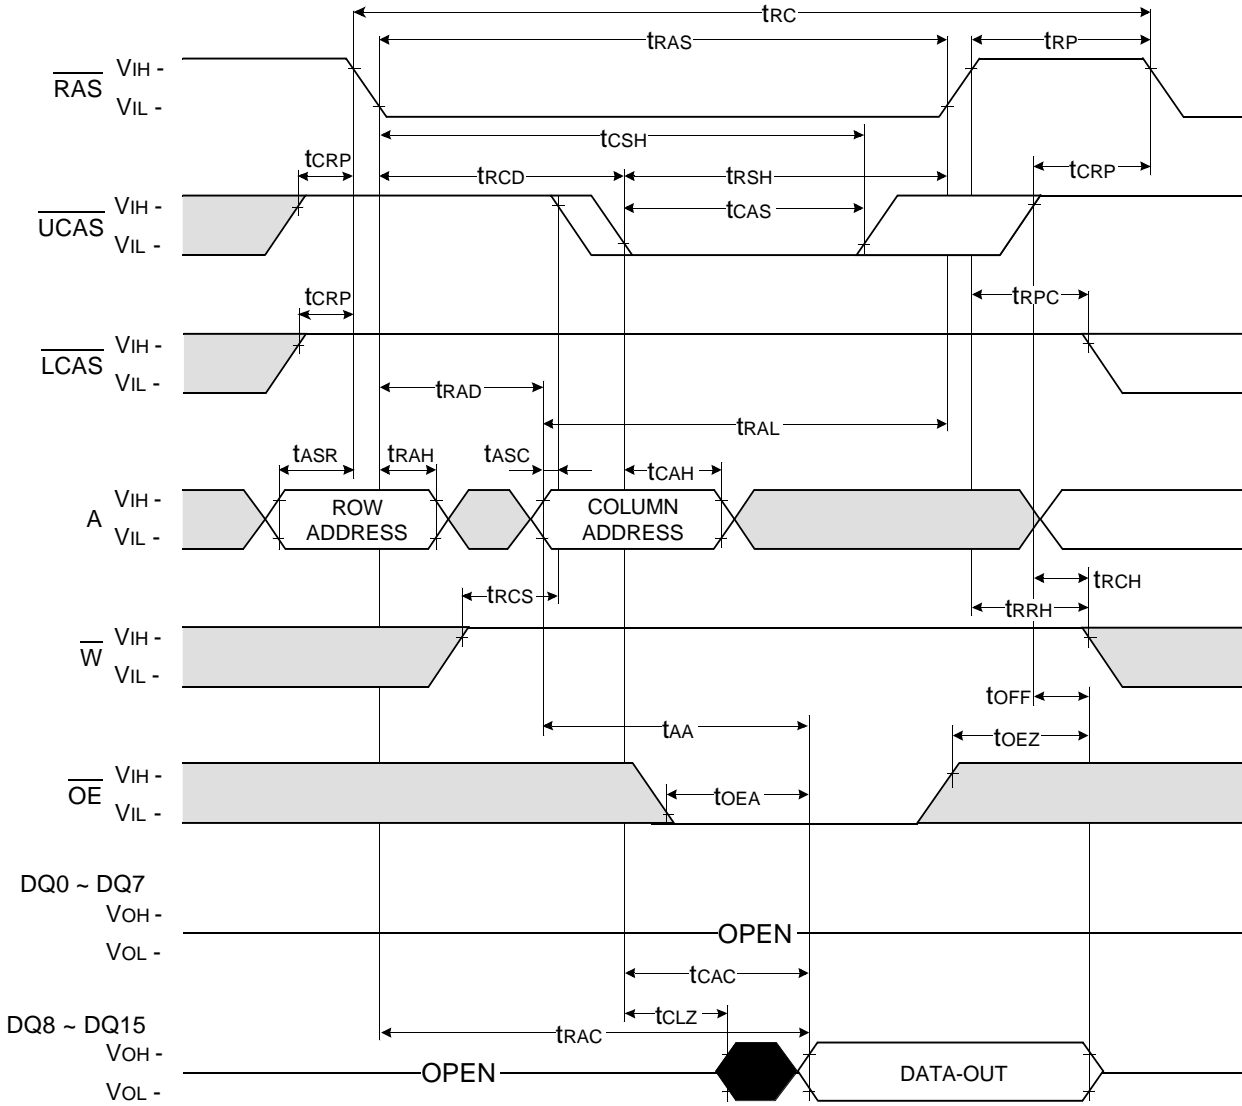 tRC
tRAS
tRP
RAS
VIH -
VIL -
tCSH
tCRP
tRCD
tRSH
tCRP
UCAS
VIH -
VIL -
tCAS
tCRP
tRPC
LCAS
VIH -
VIL -
tRAD
tRAL
tASR
tRAH
tASC
tCAH
A
VIH -
VIL -
ROW
ADDRESS
COLUMN
ADDRESS
tRCS
tRCH
tRRH
W
VIH -
VIL -
tOFF
tAA
tOEZ
OE
VIH -
VIL -
tOEA
DQ0 ~ DQ7
VOH -
VOL -
OPEN
tCAC
tCLZ
DQ8 ~ DQ15
tRAC
VOH -
VOL -
OPEN
DATA-OUT